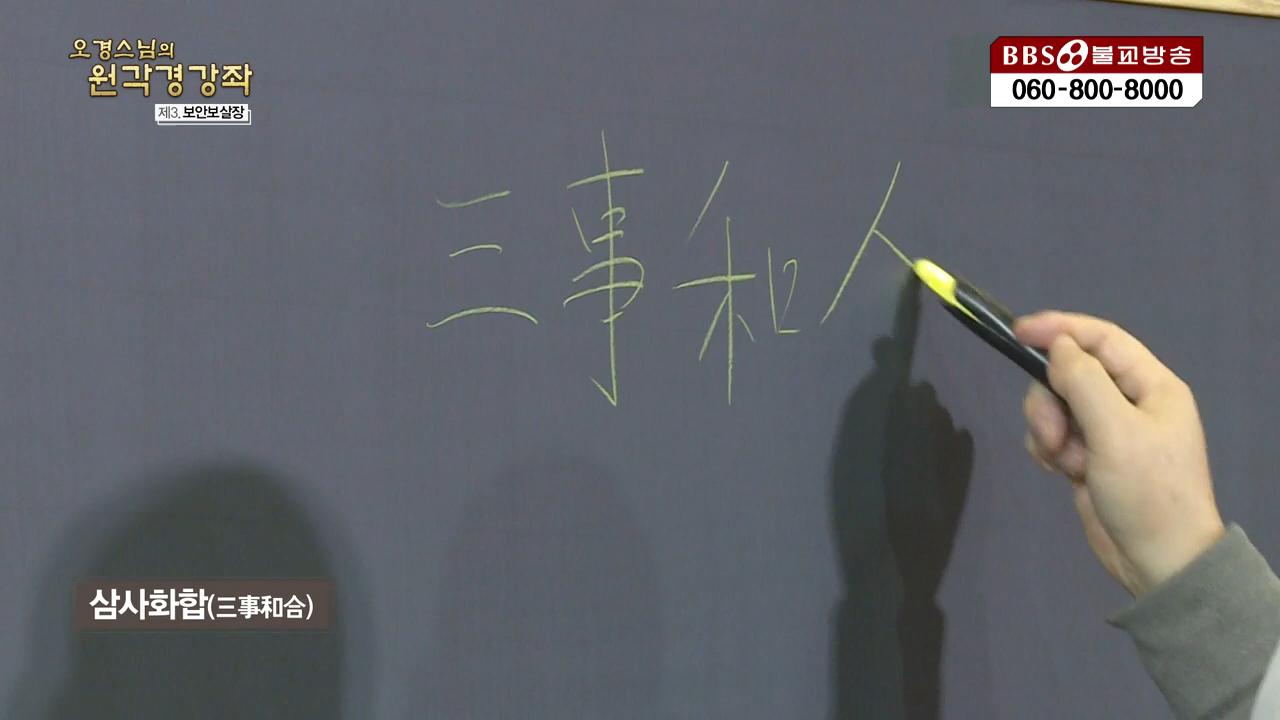 오경스님의
원각경 강좌
제3. 보안보살장
BBS 불교방송
060-800-8000
三事和人
삼사화합(三事和合)